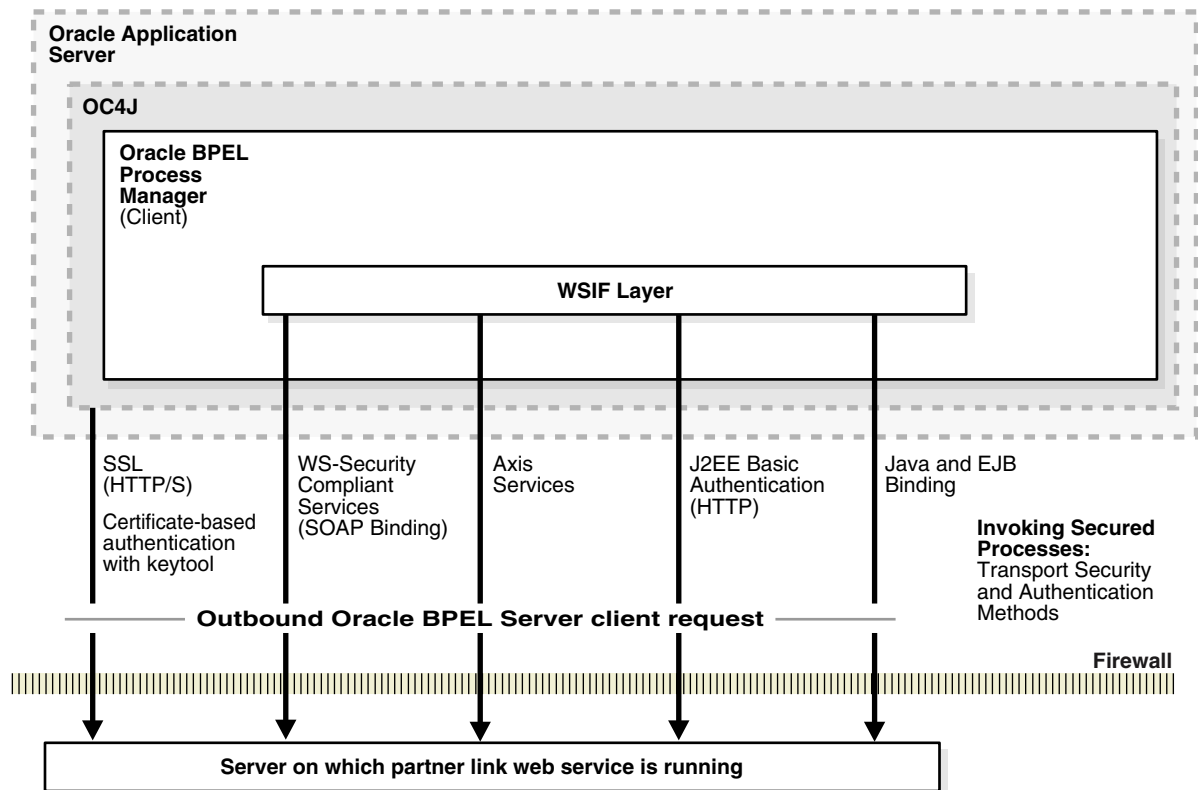 Oracle Application
Server
OC4J
Oracle BPEL
Process
Manager
(Client)
WSIF Layer
SSL
(HTTP/S)
Certificate-based
authentication
with keytool
WS-Security
Compliant
Services
(SOAP Binding)
Axis
Services
J2EE Basic
Authentication
(HTTP)
Java and EJB
Binding
Invoking Secured
Processes:
Transport Security
and Authentication
Methods
Outbound Oracle BPEL Server client request
Firewall
Server on which partner link web service is running